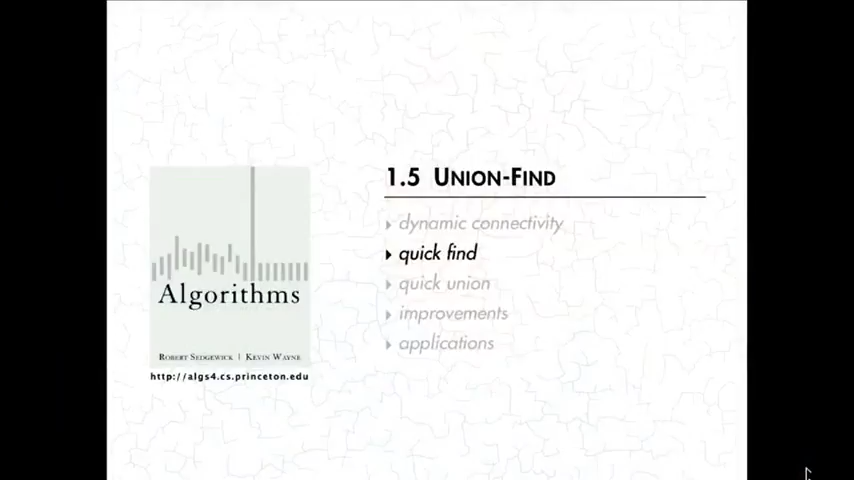 1.5 UNION-FIND
dynamic connectivity
quick find
quick union
improvements
applications
Algorithms
ROBERT SEDGEWICK | KEVIN WAYNE
http://algs4.cs.princeton.edu